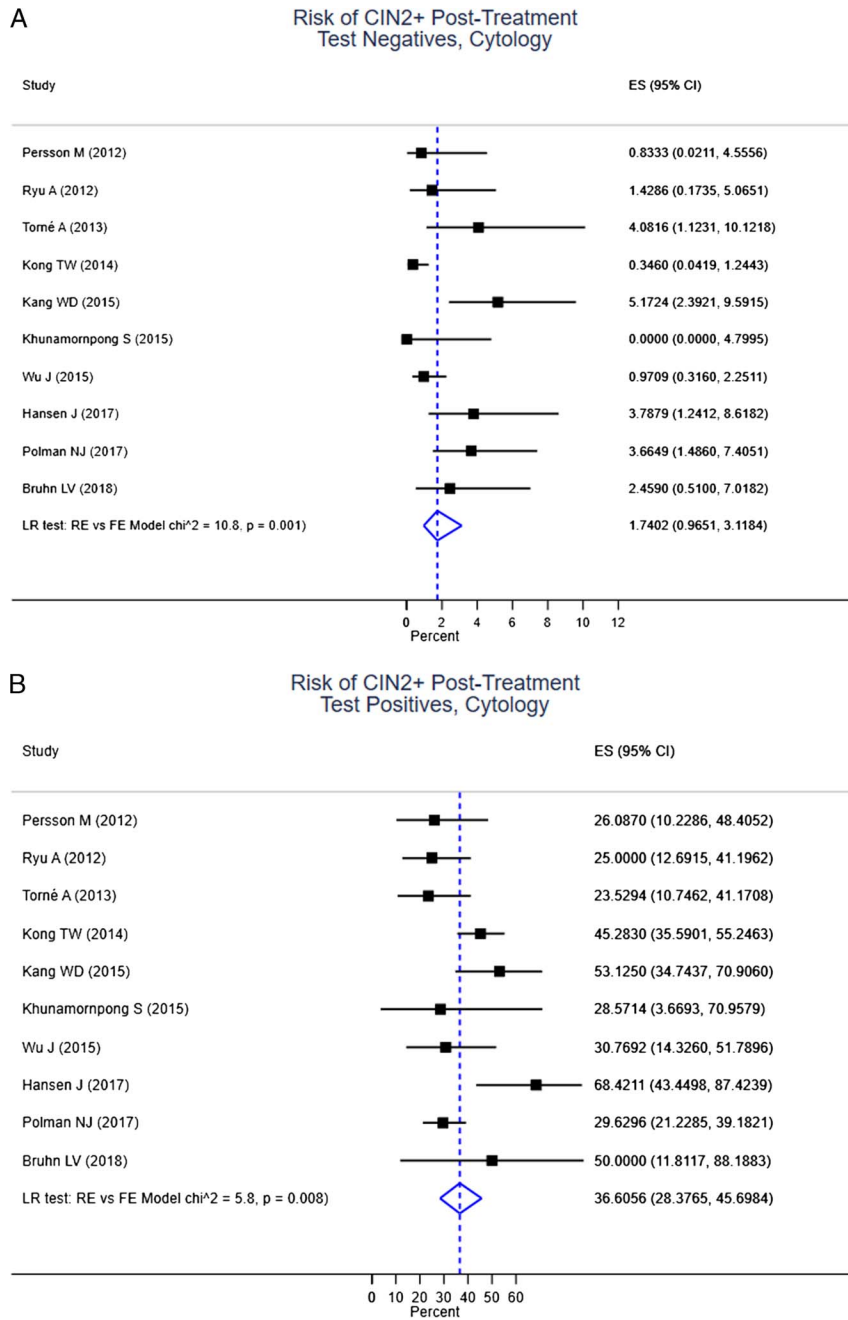 A
Risk of CIN2+ Post-Treatment
Test Negatives, Cytology
Study ES (95% CI)
Persson M (2012) 0.8333 (0.0211, 4.5556)
Ryu A (2012) 1.4286 (0.1735, 5.0651)
Torné A (2013) 4.0816 (1.1231, 10.1218)
Kong TW (2014) 0.3460 (0.0419, 1.2443)
Kang WD (2015) 5.1724 (2.3921, 9.5915)
Khunamornpong S (2015) 0.0000 (0.0000, 4.7995)
Wu J (2015) 0.9709 (0.3160, 2.2511)
Hansen J (2017) 3.7879 (1.2412, 8.6182)
Polman NJ (2017) 3.6649 (1.4860, 7.4051)
Bruhn LV (2018) 2.4590 (0.5100, 7.0182)
LR test: RE vs FE Model chi^2 = 10.8, p = 0.001) 1.7402 (0.9651, 3.1184)
0 2 4 6 8 10 12
Percent
B
Risk of CIN2+ Post-Treatment
Test Positives, Cytology
Study ES (95% CI)
Persson M (2012) 26.0870 (10.2286, 48.4052)
Ryu A (2012) 25.0000 (12.6915, 41.1962)
Torné A (2013) 23.5294 (10.7462, 41.1708)
Kong TW (2014) 45.2830 (35.5901, 55.2463)
Kang WD (2015) 53.1250 (34.7437, 70.9060)
Khunamornpong S (2015) 28.5714 (3.6693, 70.9579)
Wu J (2015) 30.7692 (14.3260, 51.7896)
Hansen J (2017) 68.4211 (43.4498, 87.4239)
Polman NJ (2017) 29.6296 (21.2285, 39.1821)
Bruhn LV (2018) 50.0000 (11.8117, 88.1883)
LR test: RE vs FE Model chi^2 = 5.8, p = 0.008) 36.6056 (28.3765, 45.6984)
0 10 20 30 40 50 60
Percent